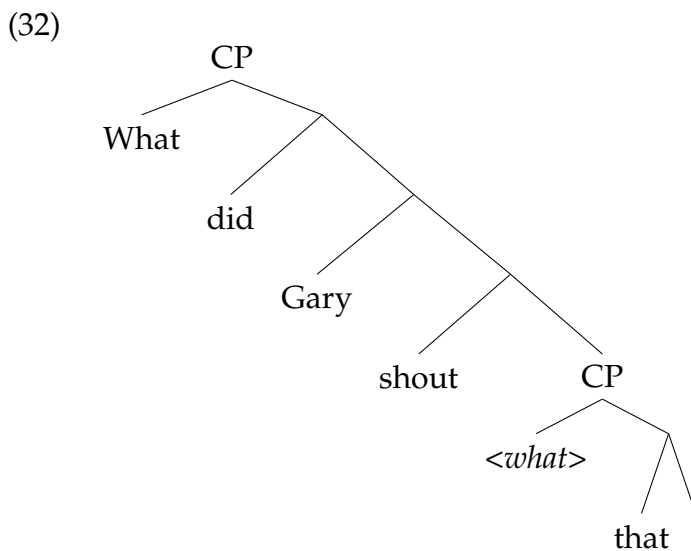 (32)
CP
What
did
Gary
shout
CP
<what>
that